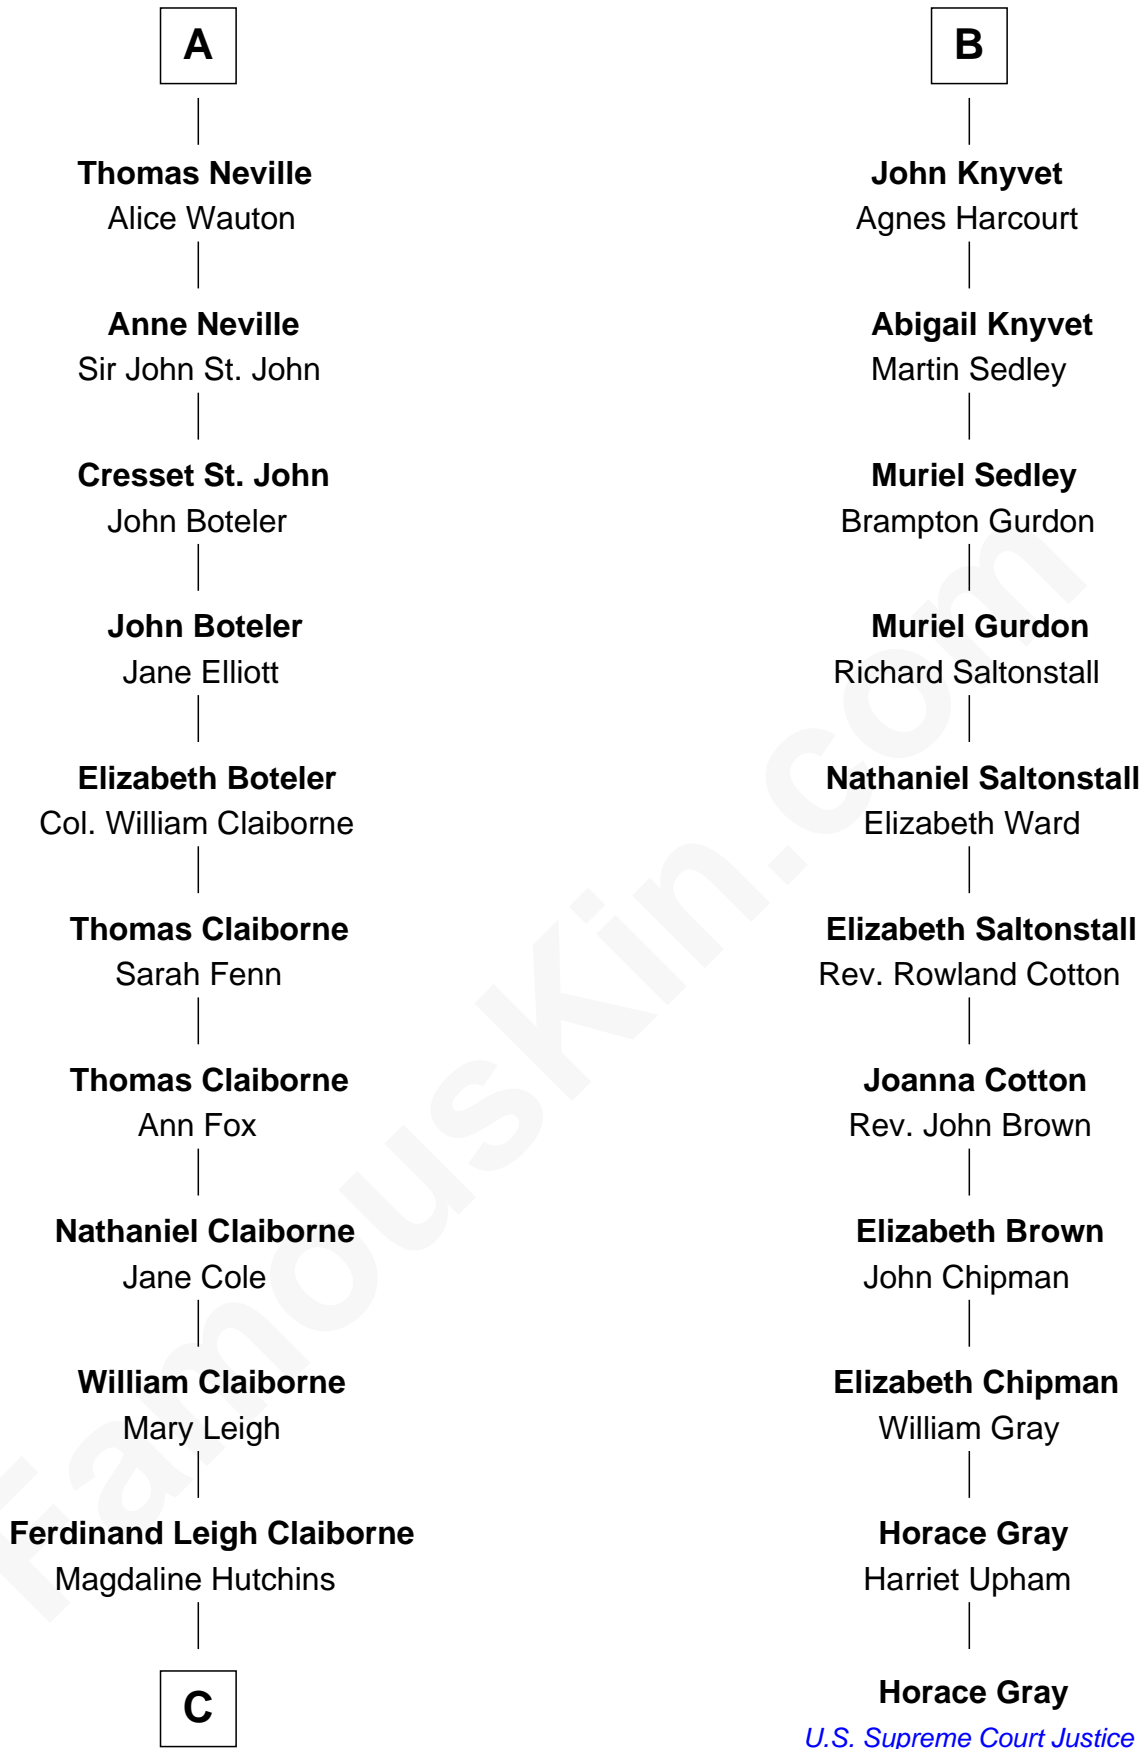 A
Thomas Neville
Alice Wauton
Anne Neville
Sir John St. John
Cresset St. John
John Boteler
John Boteler
Jane Elliott
Elizabeth Boteler
Col. William Claiborne
Thomas Claiborne
Sarah Fenn
Thomas Claiborne
Ann Fox
Nathaniel Claiborne
Jane Cole
William Claiborne
Mary Leigh
Ferdinand Leigh Claiborne
Magdaline Hutchins
C
B
John Knyvet
Agnes Harcourt
Abigail Knyvet
Martin Sedley
Muriel Sedley
Brampton Gurdon
Muriel Gurdon
Richard Saltonstall
Nathaniel Saltonstall
Elizabeth Ward
Elizabeth Saltonstall
Rev. Rowland Cotton
Joanna Cotton
Rev. John Brown
Elizabeth Brown
John Chipman
Elizabeth Chipman
William Gray
Horace Gray
Harriet Upham
Horace Gray
U.S. Supreme Court Justice
FamousKin.com